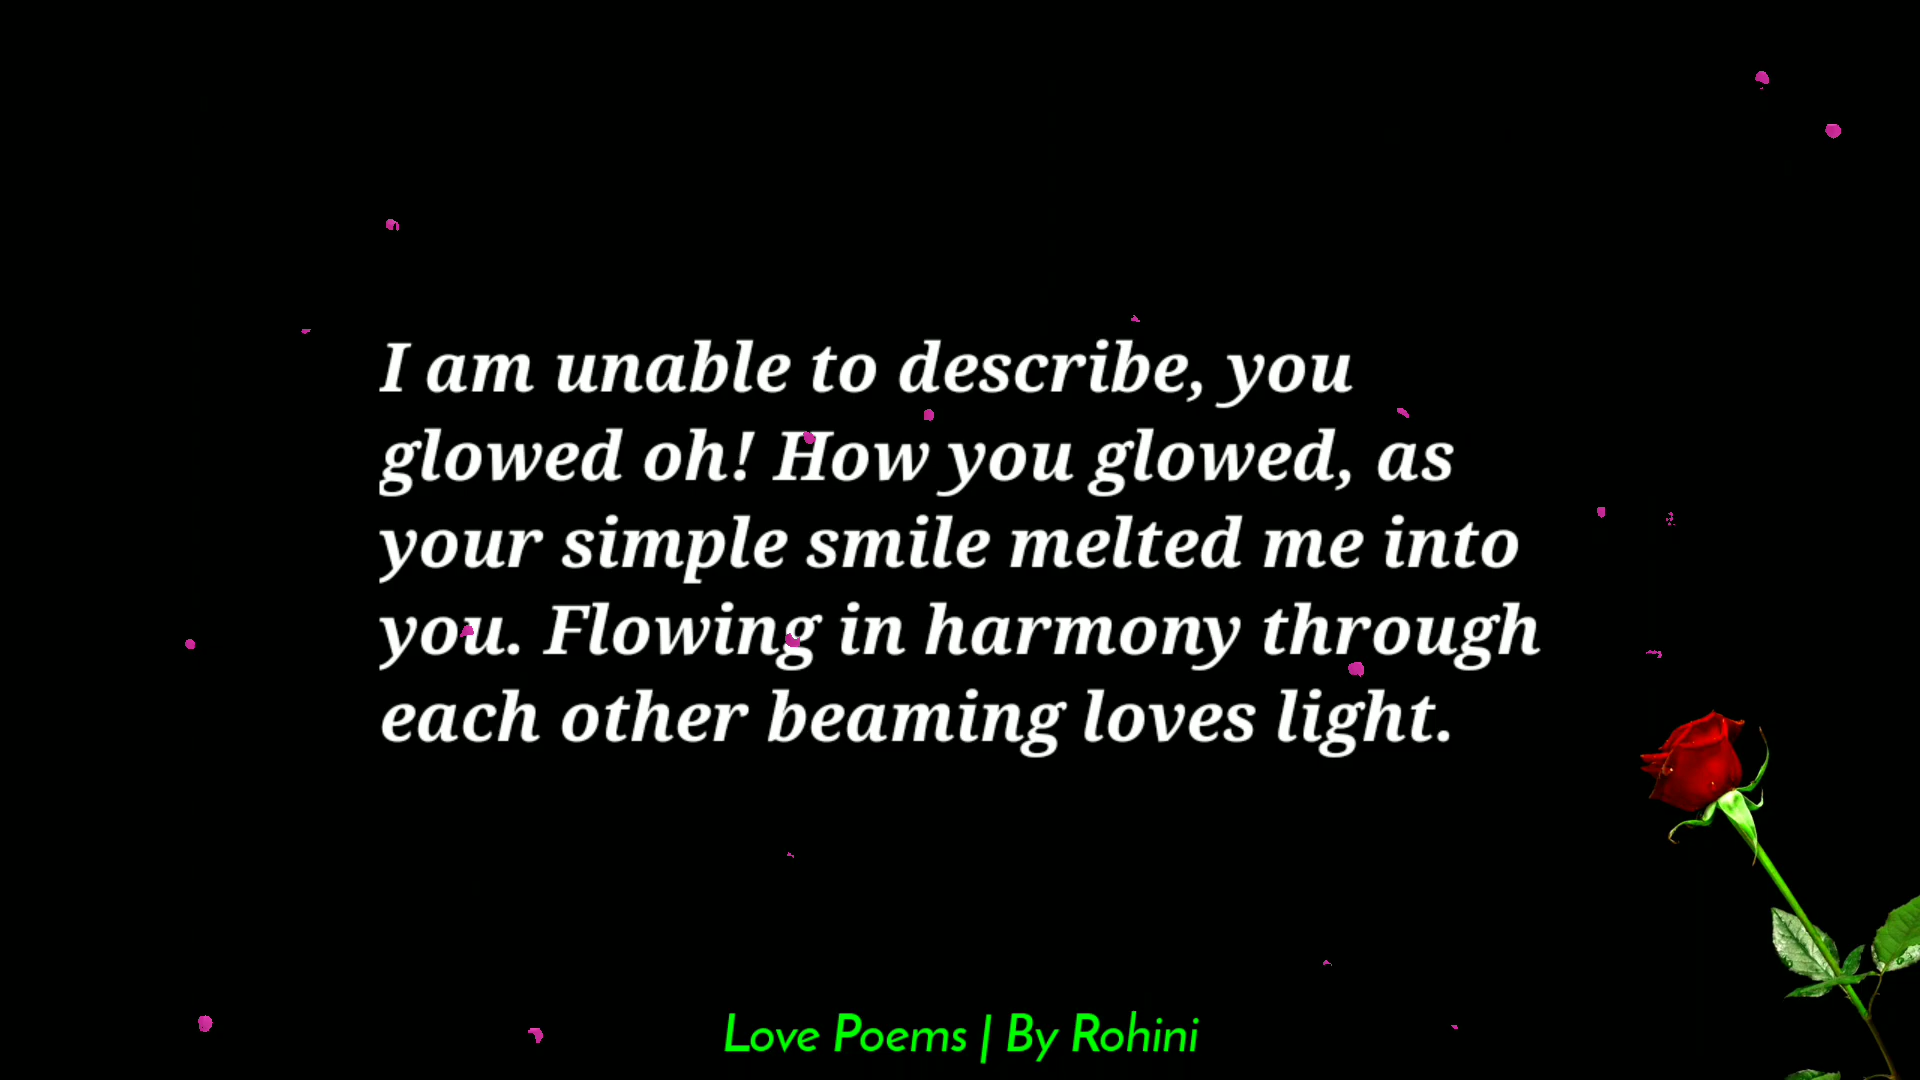 I am unable to describe, you
glowed oh! How you glowed, as
your simple smile melted me into
you. Flowing in harmony through
each other beaming loves light.
Love Poems | By Rohini